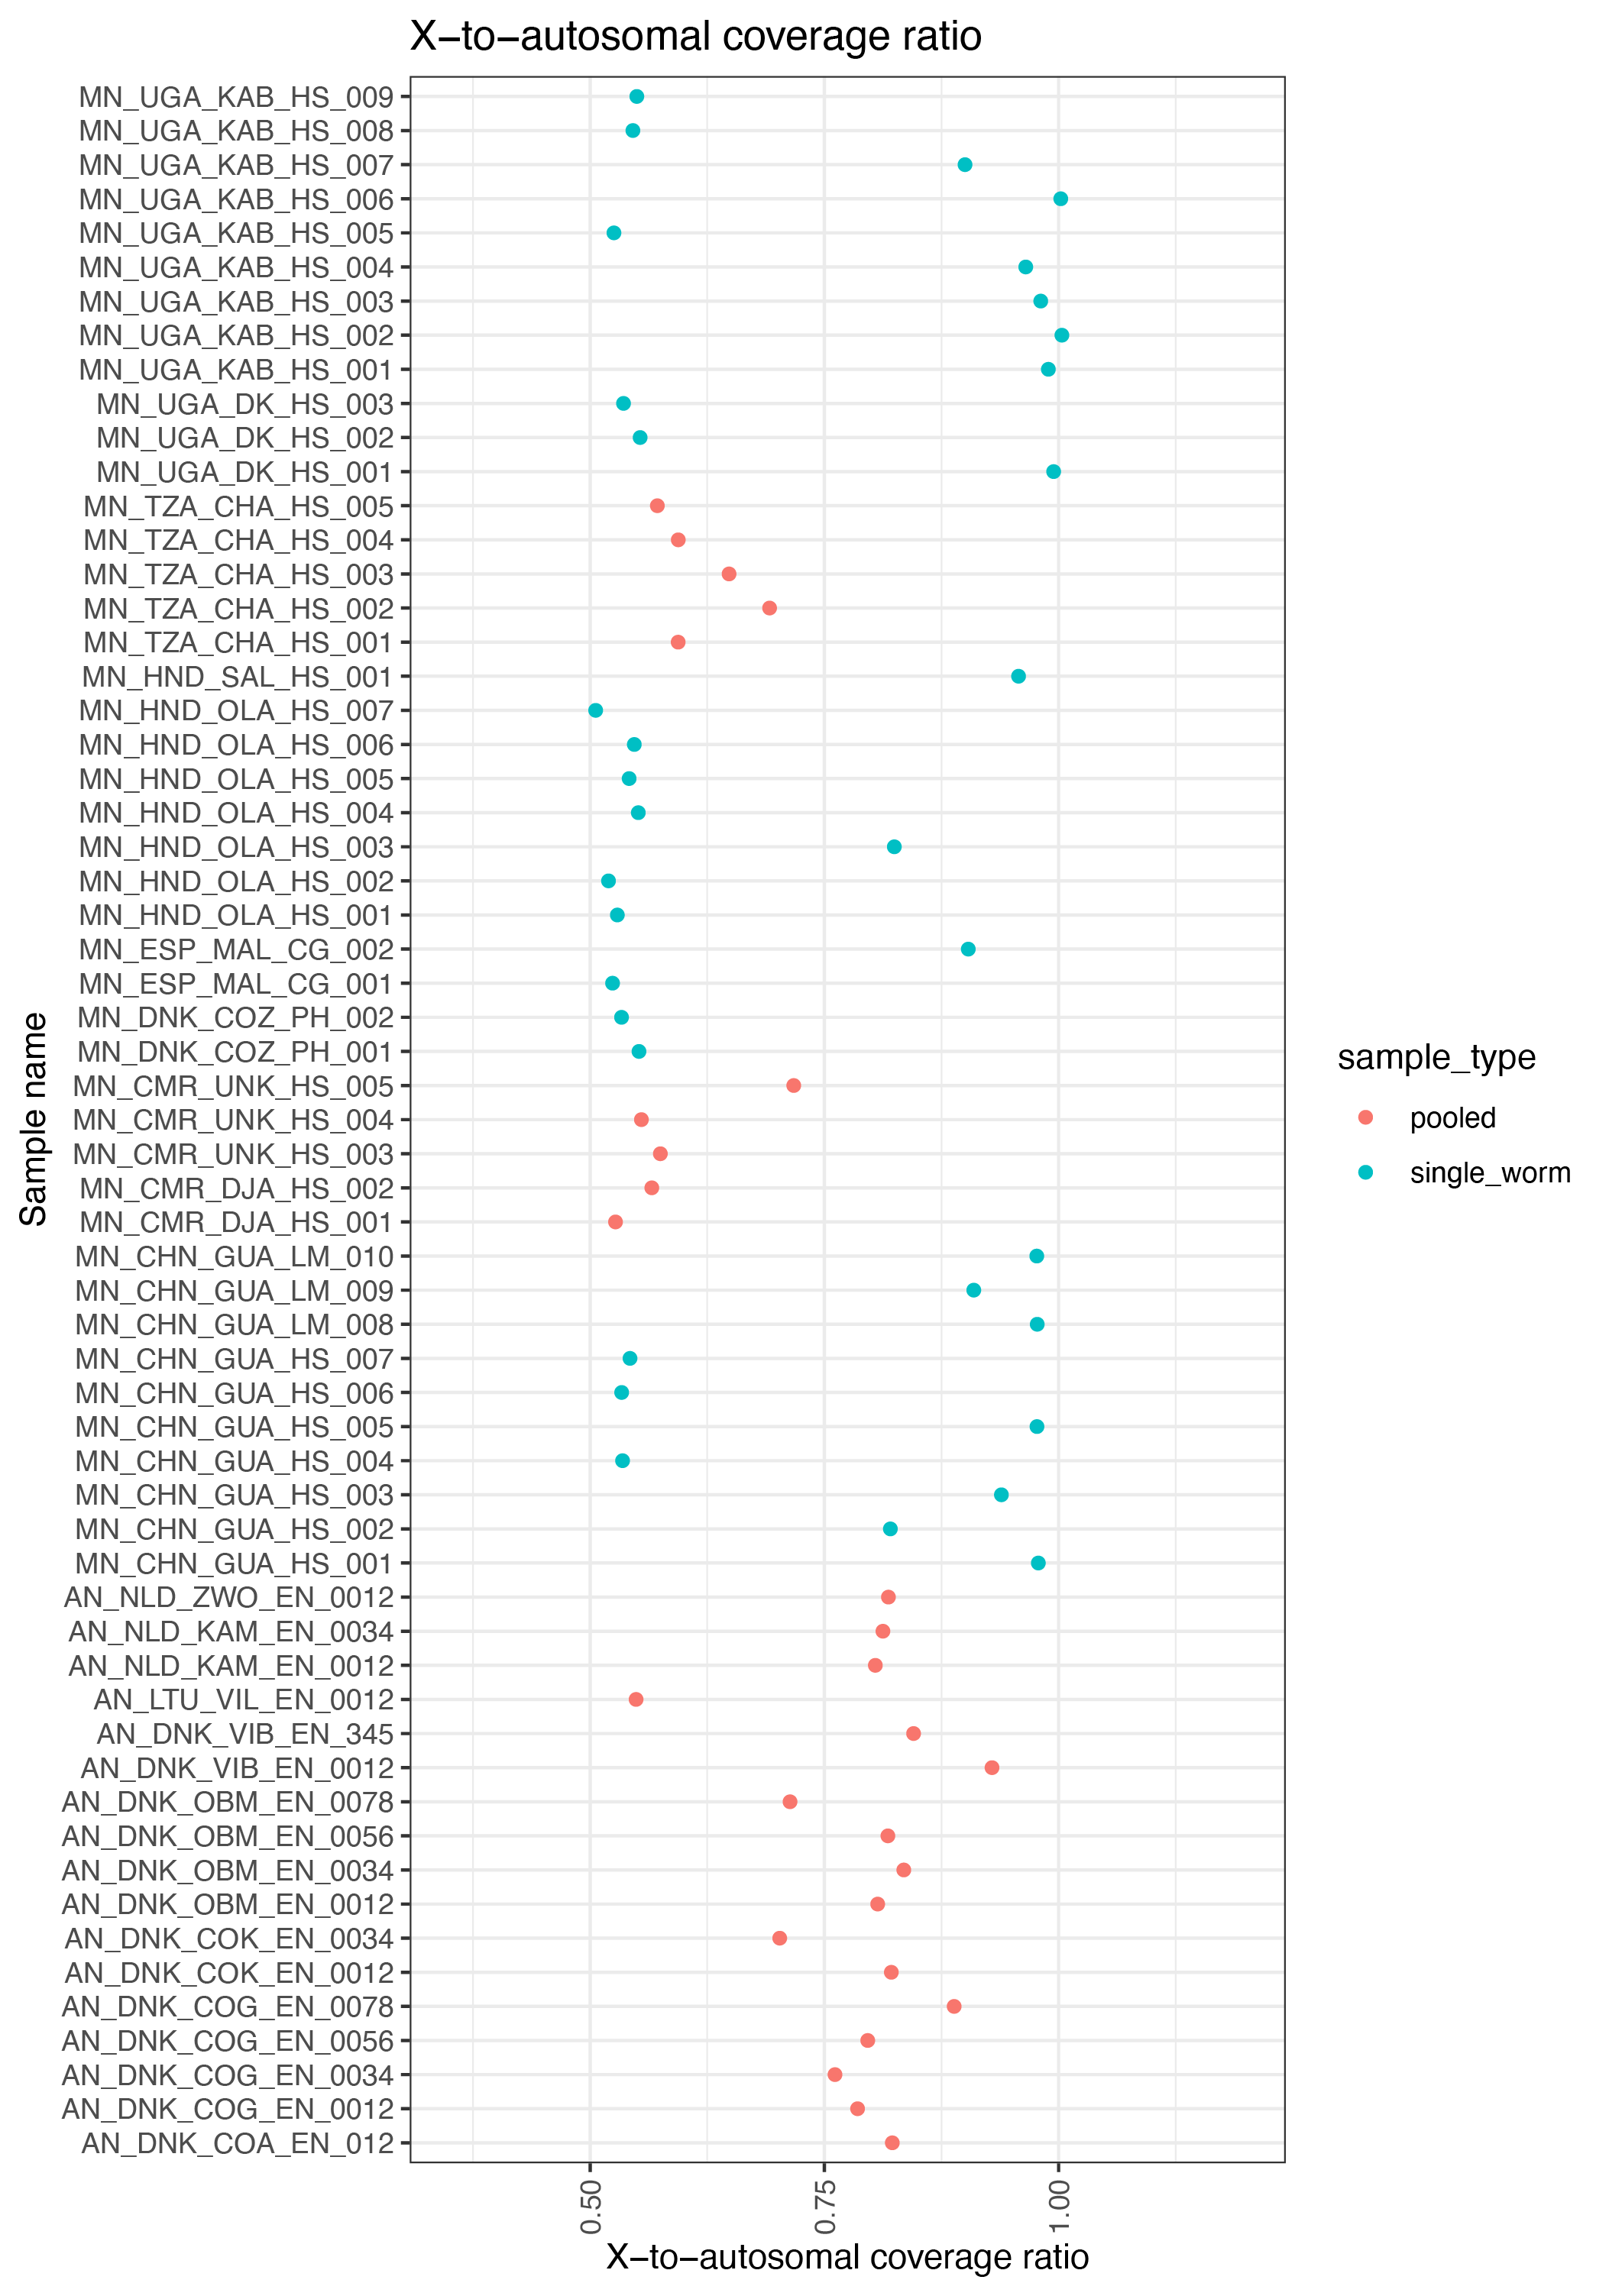 X−to−autosomal coverage ratio
MN_UGA_KAB_HS_009
MN_UGA_KAB_HS_008
MN_UGA_KAB_HS_007
MN_UGA_KAB_HS_006
MN_UGA_KAB_HS_005
MN_UGA_KAB_HS_004
MN_UGA_KAB_HS_003
MN_UGA_KAB_HS_002
MN_UGA_KAB_HS_001
MN_UGA_DK_HS_003
MN_UGA_DK_HS_002
MN_UGA_DK_HS_001
MN_TZA_CHA_HS_005
MN_TZA_CHA_HS_004
MN_TZA_CHA_HS_003
MN_TZA_CHA_HS_002
MN_TZA_CHA_HS_001
MN_HND_SAL_HS_001
MN_HND_OLA_HS_007
MN_HND_OLA_HS_006
MN_HND_OLA_HS_005
MN_HND_OLA_HS_004
MN_HND_OLA_HS_003
MN_HND_OLA_HS_002
MN_HND_OLA_HS_001
MN_ESP_MAL_CG_002
MN_ESP_MAL_CG_001
MN_DNK_COZ_PH_002
MN_DNK_COZ_PH_001
MN_CMR_UNK_HS_005
MN_CMR_UNK_HS_004
MN_CMR_UNK_HS_003
MN_CMR_DJA_HS_002
MN_CMR_DJA_HS_001
MN_CHN_GUA_LM_010
MN_CHN_GUA_LM_009
MN_CHN_GUA_LM_008
MN_CHN_GUA_HS_007
MN_CHN_GUA_HS_006
MN_CHN_GUA_HS_005
MN_CHN_GUA_HS_004
MN_CHN_GUA_HS_003
MN_CHN_GUA_HS_002
MN_CHN_GUA_HS_001
AN_NLD_ZWO_EN_0012
AN_NLD_KAM_EN_0034
AN_NLD_KAM_EN_0012
AN_LTU_VIL_EN_0012
AN_DNK_VIB_EN_345
AN_DNK_VIB_EN_0012
AN_DNK_OBM_EN_0078
AN_DNK_OBM_EN_0056
AN_DNK_OBM_EN_0034
AN_DNK_OBM_EN_0012
AN_DNK_COK_EN_0034
AN_DNK_COK_EN_0012
AN_DNK_COG_EN_0078
AN_DNK_COG_EN_0056
AN_DNK_COG_EN_0034
AN_DNK_COG_EN_0012
AN_DNK_COA_EN_012
Sample name
0.50
0.75
1.00
X−to−autosomal coverage ratio
sample_type
pooled
single_worm